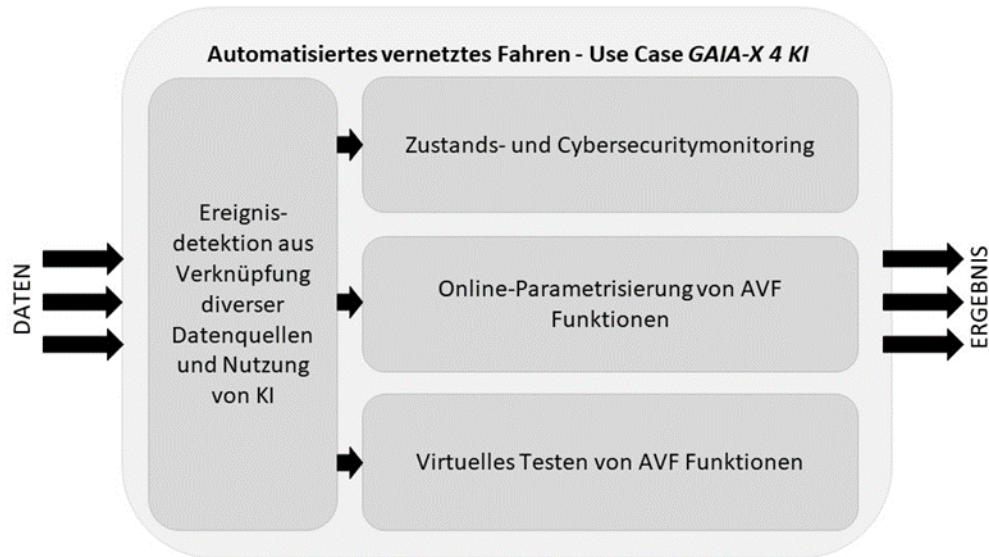 Automatisiertes vernetztes Fahren - Use Case GAIA-X 4 KI
DATEN
Ereignis-
detektion aus
Verknüpfung
diverser
Datenquellen
und Nutzung
von KI
Zustands- und Cybersecuritymonitoring
Online-Parametrisierung von AVF
Funktionen
Virtuelles Testen von AVF Funktionen
ERGEBNIS